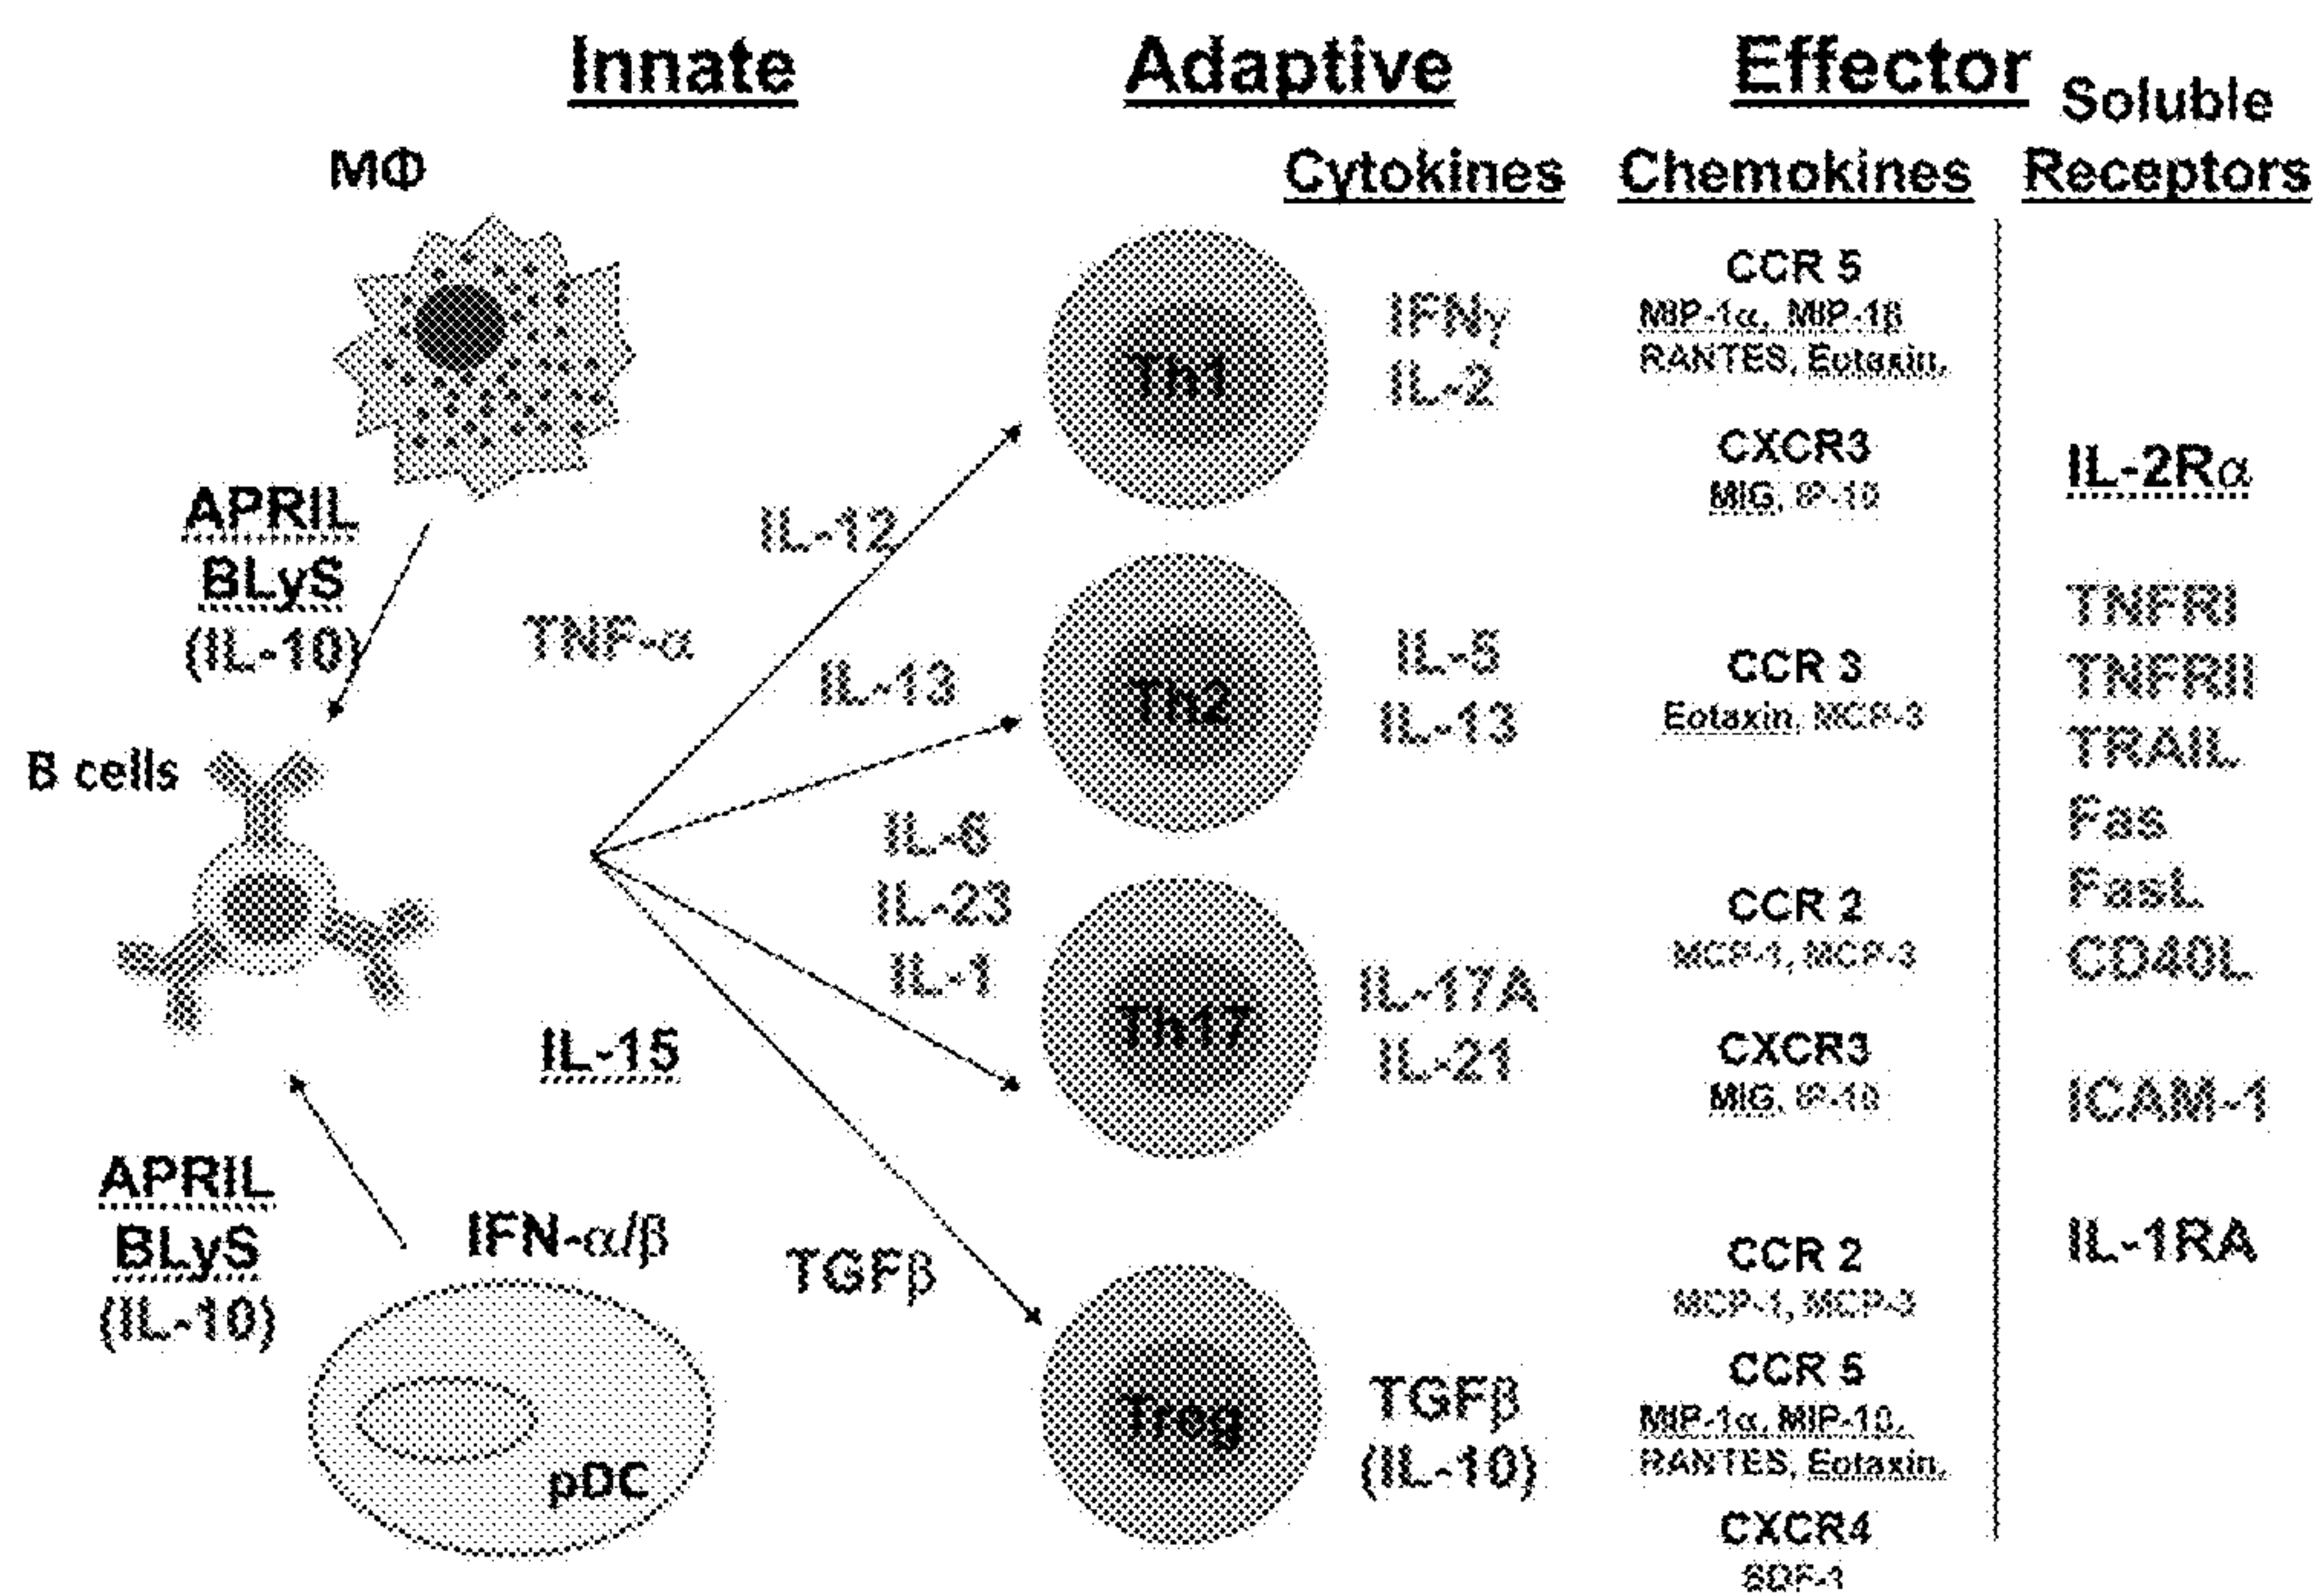 Innate
Adaptive
Effector
Soluble
Receptors
Cytokines
Chemokines
MΦ
APRIL
BLyS
(IL-10)
B cells
TNF-α
IL-12
IL-13
IL-6
IL-23
IL-1
IL-15
TGFβ
APRIL
BLyS
(IL-10)
IFN-α/β
pDC
Th1
IFNγ
IL-2
CCR 5
MIP-1α, MIP-1β
RANTES, Eotaxin,
CXCR3
MIG, IP-10
Th2
IL-5
IL-13
CCR 3
Eotaxin, MCP-3
Th17
IL-17A
IL-21
CCR 2
MCP-1, MCP-3
CXCR3
MIG, IP-10
Treg
TGFβ
(IL-10)
CCR 2
MCP-1, MCP-3
CCR 5
MIP-1α, MIP-1β,
RANTES, Eotaxin,
CXCR4
SDF-1
IL-2Rα
TNFRI
TNFRII
TRAIL
Fas
FasL
CD40L
ICAM-1
IL-1RA